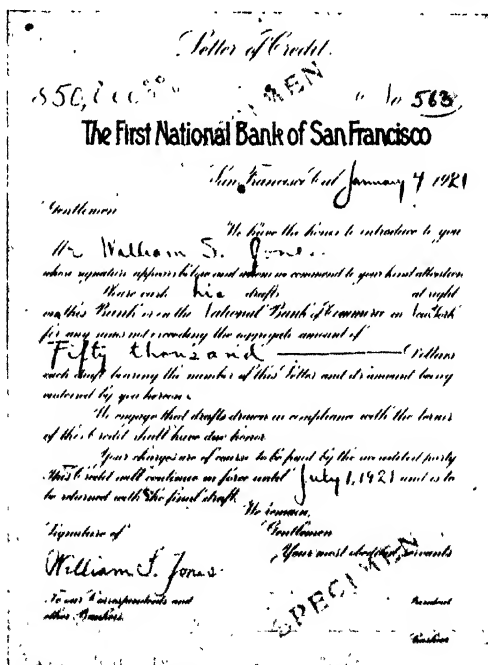 Letter of Credit.
$50,000 00/00 No 563
SPECIMEN
The First National Bank of San Francisco
San Francisco Cal January 7 1921
Gentlemen
We have the honor to introduce to you
Mr William S. Jones
whose signature appears below and whom we commend to your kind attention
Please cash his drafts at sight
on this Bank or on the National Bank of Commerce in New York
for any sums not exceeding the aggregate amount of
Fifty thousand Dollars
each draft bearing the number of this Letter and its amount being
endorsed by you hereon.
We engage that drafts drawn in compliance with the terms
of this Credit shall have due honor
Your charges are of course to be paid by the accredited party
This Credit will continue in force until July 1, 1921 and is to
be returned with the final draft
We remain,
Gentlemen
Signature of
Your most obedient servants
William S. Jones
SPECIMEN
To our Correspondents and President
other Bankers. Cashier